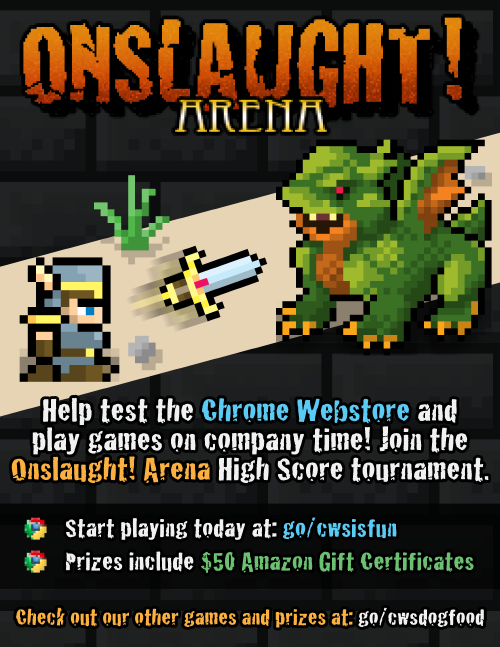 ONSLAUGHT!
ARENA
Help test the Chrome Webstore and
play games on company time! Join the
Onslaught! Arena High Score tournament.
Start playing today at: go/cwsisfun
Prizes include $50 Amazon Gift Certificates
Check out our other games and prizes at: go/cwsdogfood